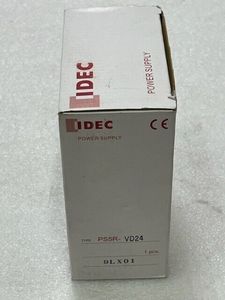 IDEC
POWER SUPPLY
IDEC
POWER SUPPLY
CE
TYPE PS5R-VD24
1 pcs.
9LX01